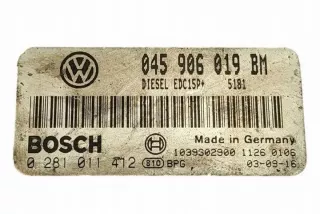 045 906 019 BM
DIESEL EDC15P+ 5181
BOSCH
Made in Germany
1039S02900 1126 0106
0 281 011 412 810 BPG 03-09-16